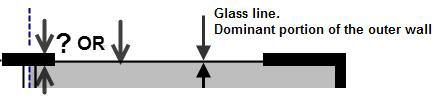 Glass line.
Dominant portion of the outer wall
? OR